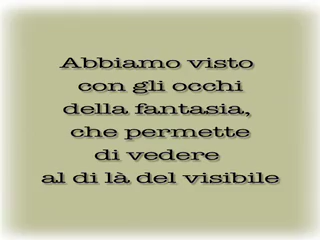 Abbiamo visto
con gli occhi
della fantasia,
che permette
di vedere
al di là del visibile